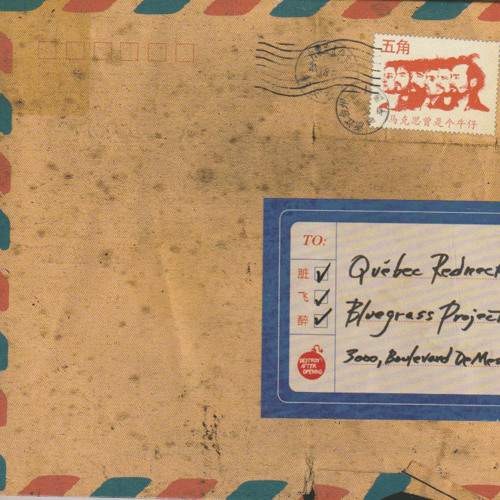 五角
马克思曾是个牛仔
TO:
脏
飞
醉
Québec Redneck
Bluegrass Project
3000, Boulevard De Mes
DESTROY
AFTER
OPENING